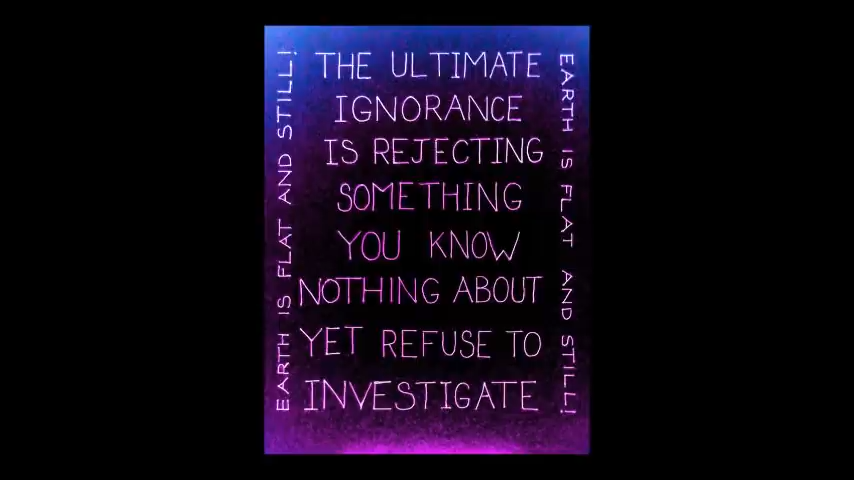 THE ULTIMATE
IGNORANCE
IS REJECTING
SOMETHING
YOU KNOW
NOTHING ABOUT
YET REFUSE TO
INVESTIGATE
EARTH IS FLAT AND STILL!
EARTH IS FLAT AND STILL!